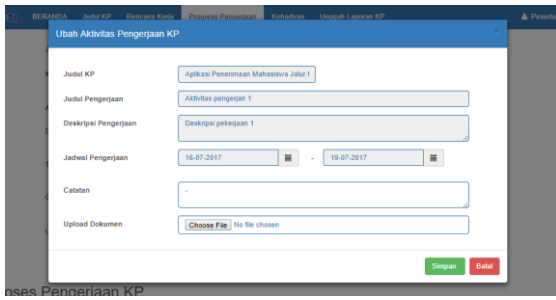 BERANDA Judul KP Rencana Kerja Progress Pengerjaan Kehadiran Unggah Laporan KP Peserta
Ubah Aktivitas Pengerjaan KP
Judul KP Aplikasi Penerimaan Mahasiswa Jalur
Judul Pengerjaan Aktivitas pengerjan 1
Deskripsi Pengerjaan Deskripsi pekerjaan 1
Jadwal Pengerjaan 16-07-2017 - 19-07-2017
Catatan -
Upload Dokumen Choose File No file chosen
Simpan Batal
oses Pengerjaan KP